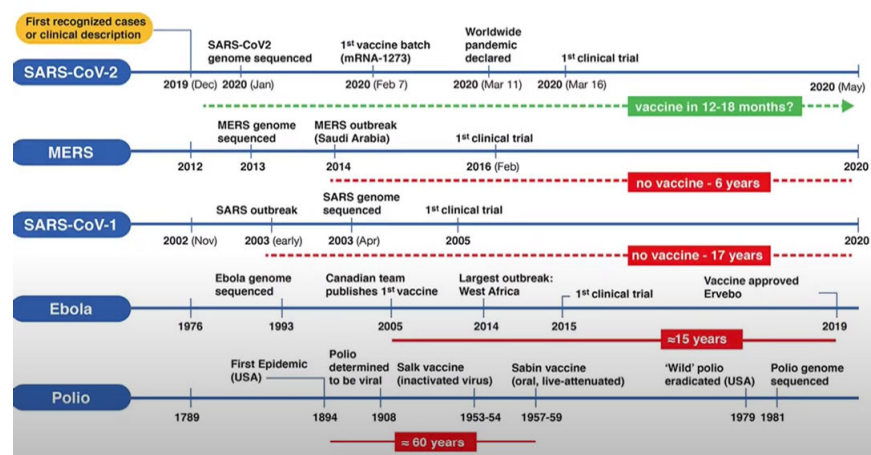 First recognized cases
or clinical description
SARS-CoV2
genome sequenced
1st vaccine batch
(mRNA-1273)
Worldwide
pandemic
declared
1st clinical trial
SARS-CoV-2
2019 (Dec) 2020 (Jan) 2020 (Feb 7) 2020 (Mar 11) 2020 (Mar 16) 2020 (May)
vaccine in 12-18 months?
MERS genome
sequenced
MERS outbreak
(Saudi Arabia)
1st clinical trial
MERS
2012 2013 2014 2016 (Feb) 2020
no vaccine - 6 years
SARS outbreak
SARS genome
sequenced
1st clinical trial
SARS-CoV-1
2002 (Nov) 2003 (early) 2003 (Apr) 2005 2020
no vaccine - 17 years
Ebola genome
sequenced
Canadian team
publishes 1st vaccine
Largest outbreak:
West Africa
1st clinical trial
Vaccine approved
Ervebo
Ebola
1976 1993 2005 2014 2015 2019
≈15 years
First Epidemic
(USA)
Polio
determined
to be viral
Salk vaccine
(inactivated virus)
Sabin vaccine
(oral, live-attenuated)
‘Wild’ polio
eradicated (USA)
Polio genome
sequenced
Polio
1789 1894 1908 1953-54 1957-59 1979 1981
≈ 60 years